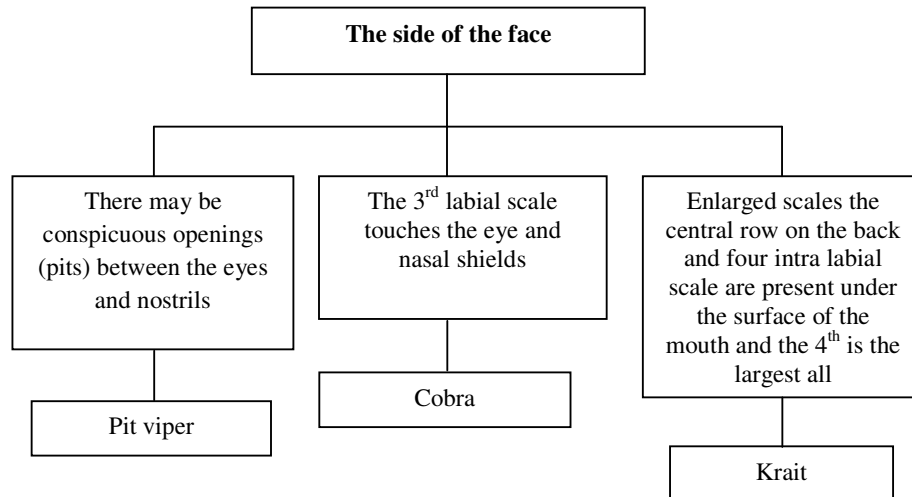 The side of the face
There may be
conspicuous openings
(pits) between the eyes
and nostrils
The 3rd labial scale
touches the eye and
nasal shields
Enlarged scales the
central row on the back
and four intra labial
scale are present under
the surface of the
mouth and the 4th is the
largest all
Pit viper
Cobra
Krait